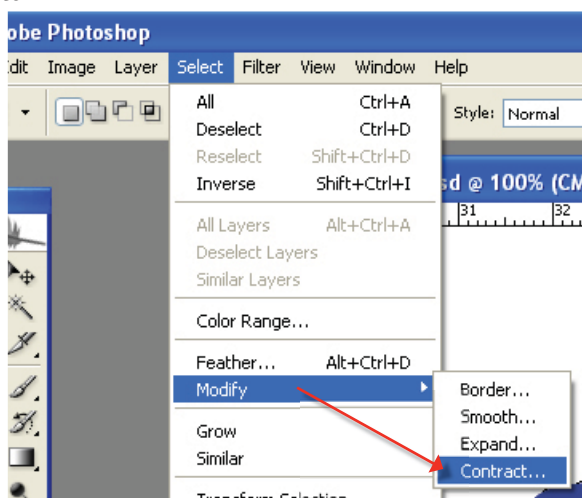 obe Photoshop
dit Image Layer Select Filter View Window Help
Style: Normal
All Ctrl+A
Deselect Ctrl+D
Reselect Shift+Ctrl+D
Inverse Shift+Ctrl+I
sd @ 100% (CM
31 32
All Layers Alt+Ctrl+A
Deselect Layers
Similar Layers
Color Range...
Feather... Alt+Ctrl+D
Modify
Border...
Smooth...
Expand...
Contract...
Grow
Similar
Transform Selection